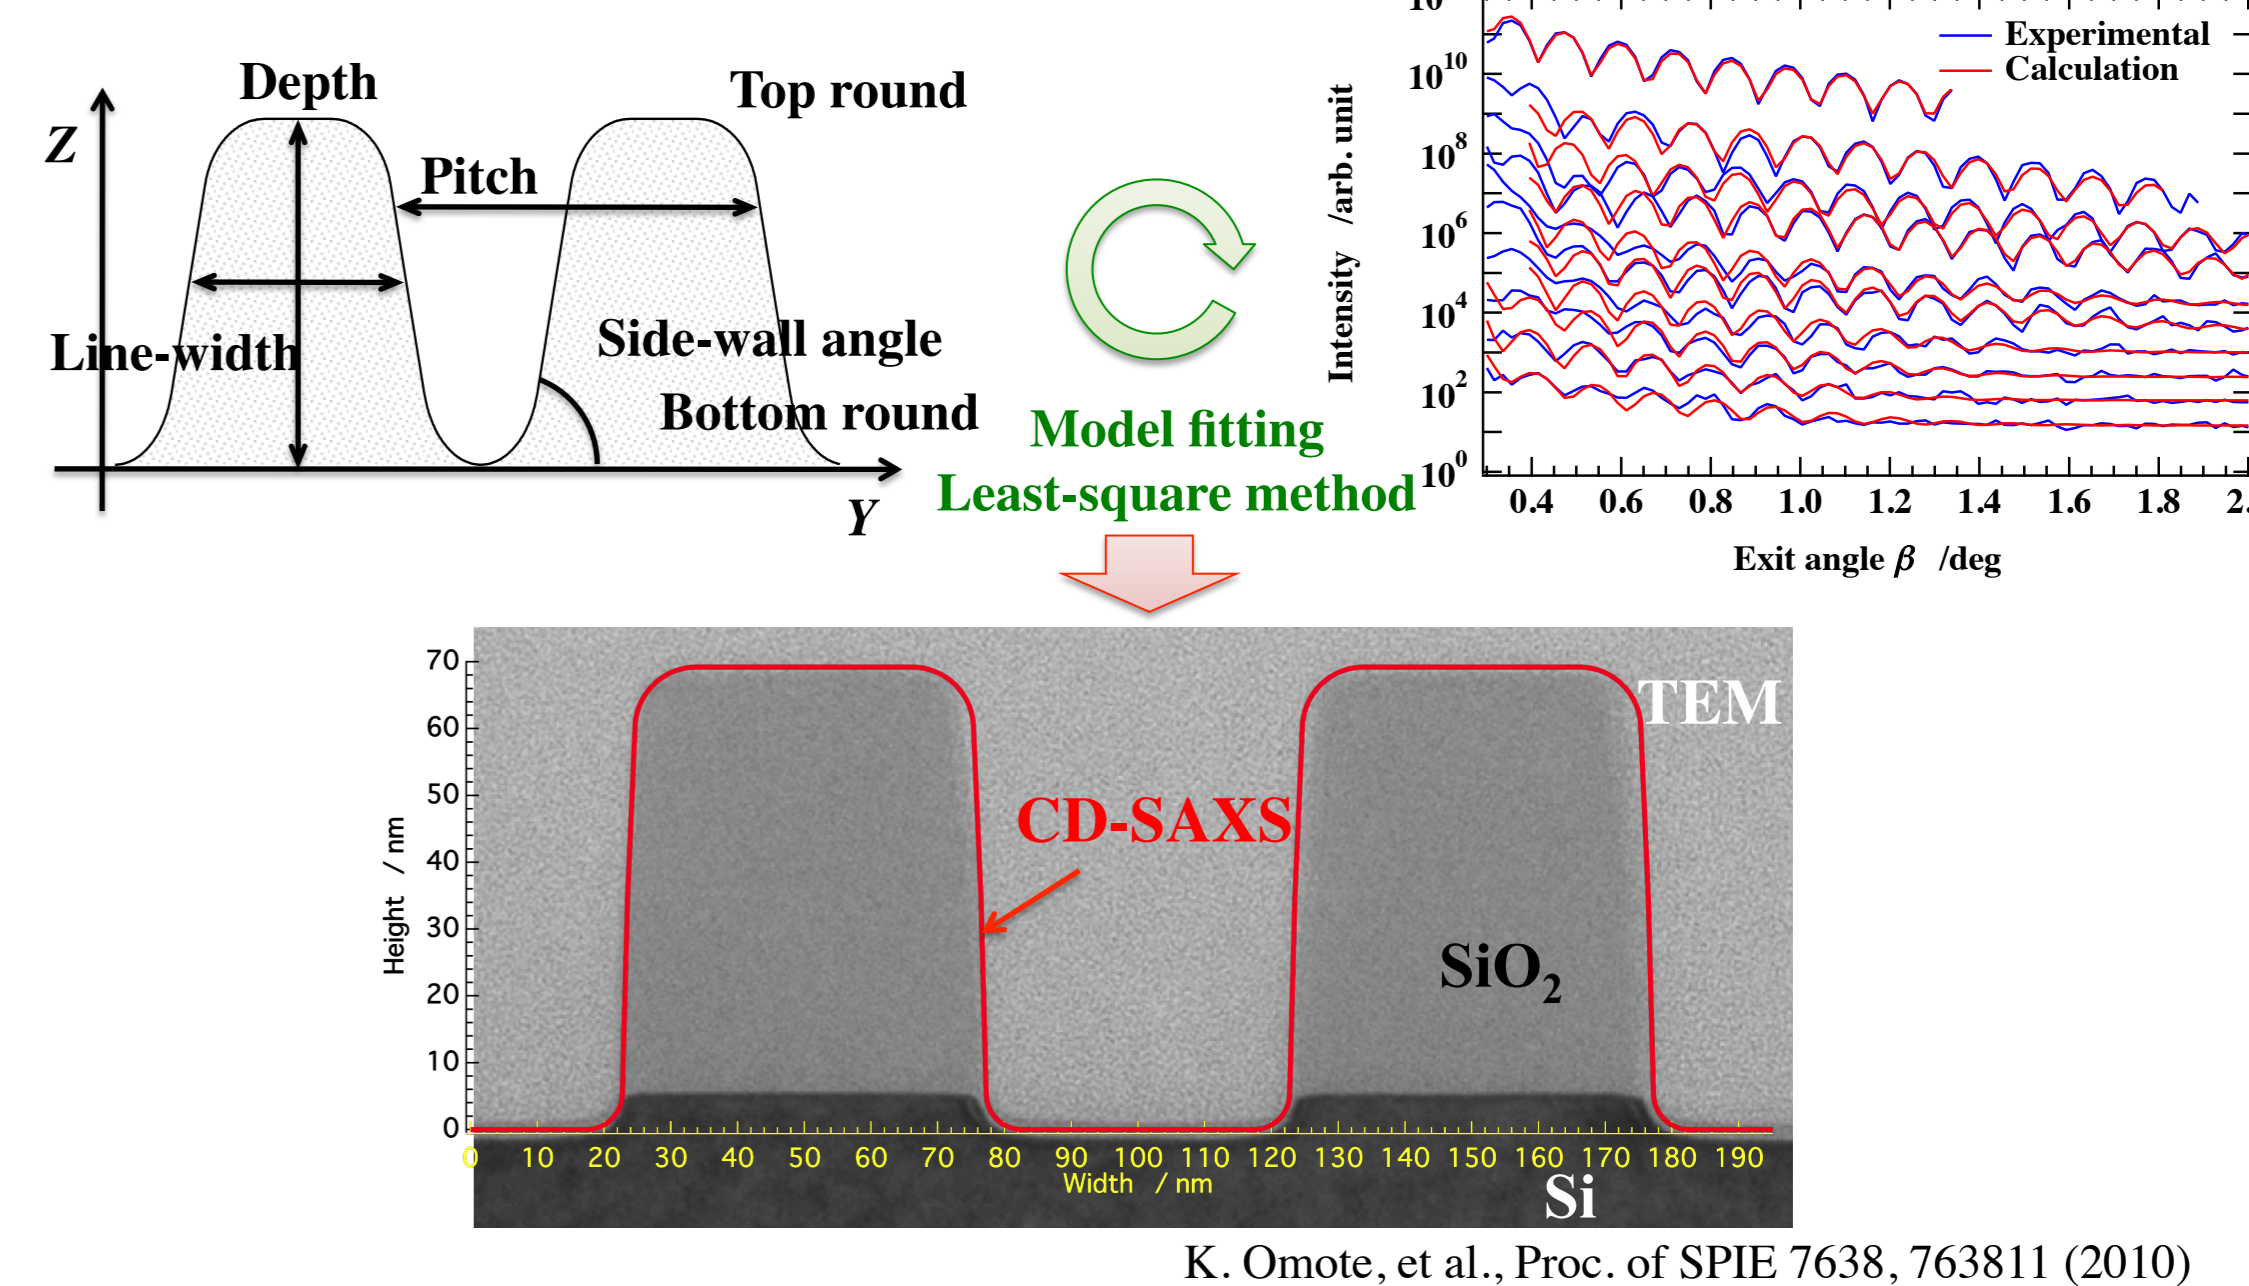 Depth
Top round
Z
Pitch
Line-width
Side-wall angle
Bottom round
Y
Model fitting
Least-square method
Experimental
Calculation
Intensity /arb. unit
10^10
10^8
10^6
10^4
10^2
10^0
0.4 0.6 0.8 1.0 1.2 1.4 1.6 1.8
Exit angle β /deg
TEM
CD-SAXS
SiO₂
Si
Height / nm
70
60
50
40
30
20
10
0
0 10 20 30 40 50 60 70 80 90 100 110 120 130 140 150 160 170 180 190
Width / nm
K. Omote, et al., Proc. of SPIE 7638, 763811 (2010)